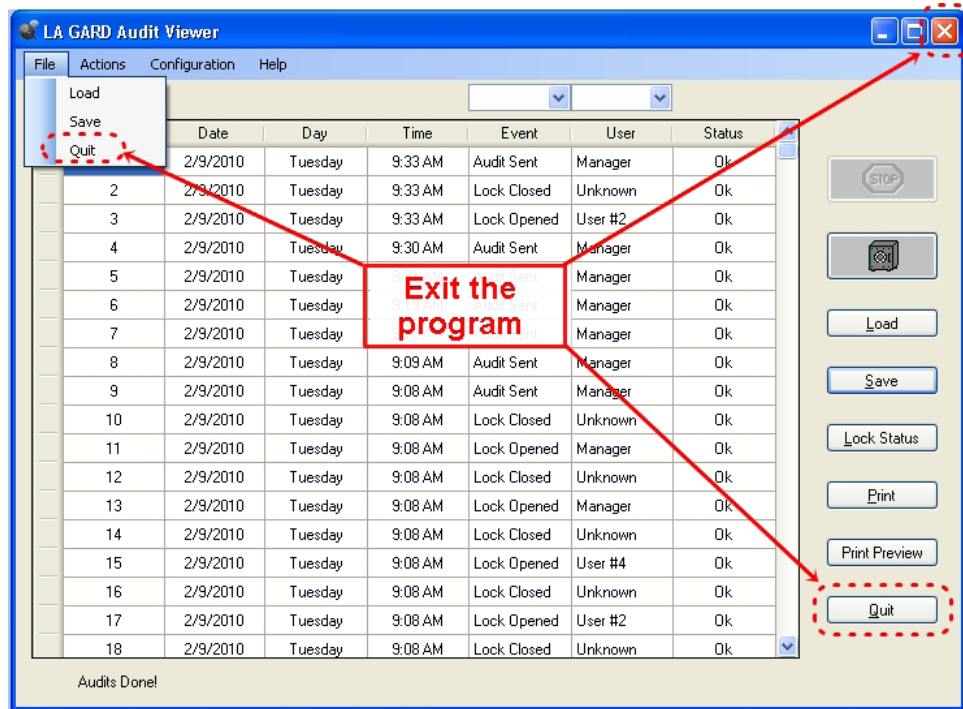 LA GARD Audit Viewer
File Actions Configuration Help
Load
Save
Quit
Date Day Time Event User Status
2/9/2010 Tuesday 9:33 AM Audit Sent Manager Ok
2 2/9/2010 Tuesday 9:33 AM Lock Closed Unknown Ok
3 2/9/2010 Tuesday 9:33 AM Lock Opened User #2 Ok
4 2/9/2010 Tuesday 9:30 AM Audit Sent Manager Ok
5 2/9/2010 Tuesday Manager Ok
6 2/9/2010 Tuesday Manager Ok
7 2/9/2010 Tuesday Manager Ok
8 2/9/2010 Tuesday 9:09 AM Audit Sent Manager Ok
9 2/9/2010 Tuesday 9:08 AM Audit Sent Manager Ok
10 2/9/2010 Tuesday 9:08 AM Lock Closed Unknown Ok
11 2/9/2010 Tuesday 9:08 AM Lock Opened Manager Ok
12 2/9/2010 Tuesday 9:08 AM Lock Closed Unknown Ok
13 2/9/2010 Tuesday 9:08 AM Lock Opened Manager Ok
14 2/9/2010 Tuesday 9:08 AM Lock Closed Unknown Ok
15 2/9/2010 Tuesday 9:08 AM Lock Opened User #4 Ok
16 2/9/2010 Tuesday 9:08 AM Lock Closed Unknown Ok
17 2/9/2010 Tuesday 9:08 AM Lock Opened User #2 Ok
18 2/9/2010 Tuesday 9:08 AM Lock Closed Unknown Ok
Exit the
program
STOP
Load
Save
Lock Status
Print
Print Preview
Quit
Audits Done!